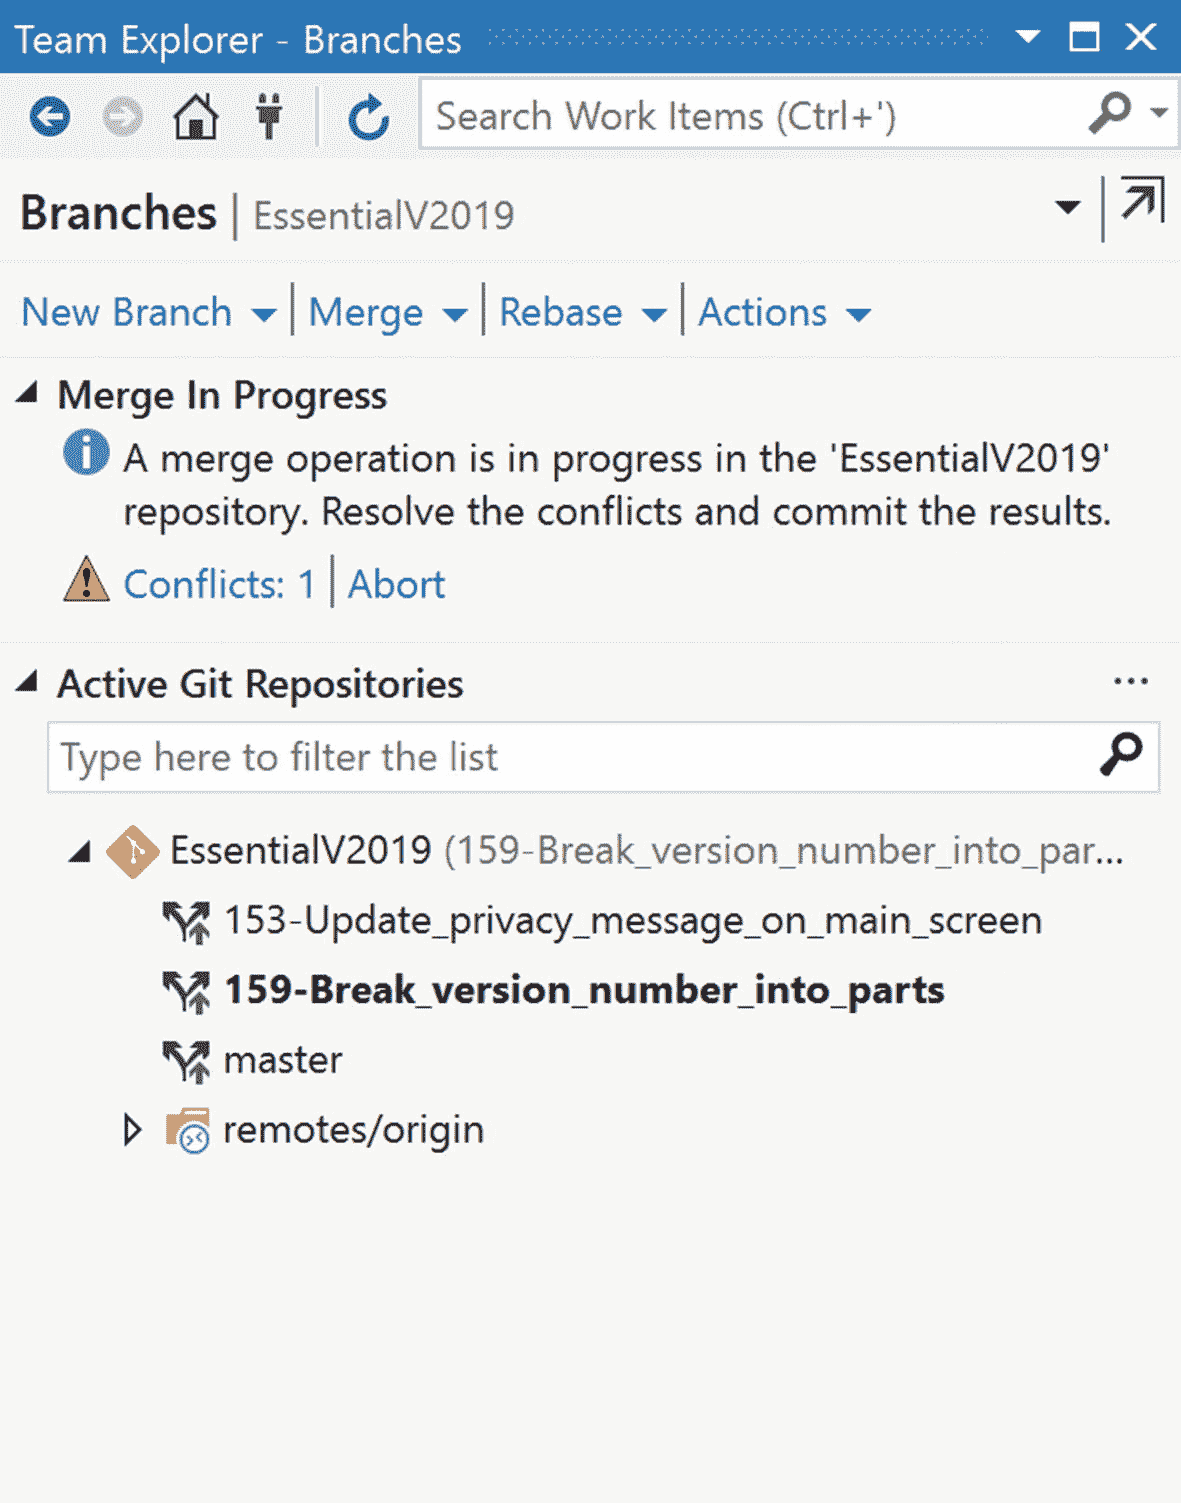 Team Explorer - Branches
Search Work Items (Ctrl+')
Branches | EssentialV2019
New Branch | Merge | Rebase | Actions
Merge In Progress
A merge operation is in progress in the 'EssentialV2019'
repository. Resolve the conflicts and commit the results.
Conflicts: 1 | Abort
Active Git Repositories ...
Type here to filter the list
EssentialV2019 (159-Break_version_number_into_par...
153-Update_privacy_message_on_main_screen
159-Break_version_number_into_parts
master
remotes/origin